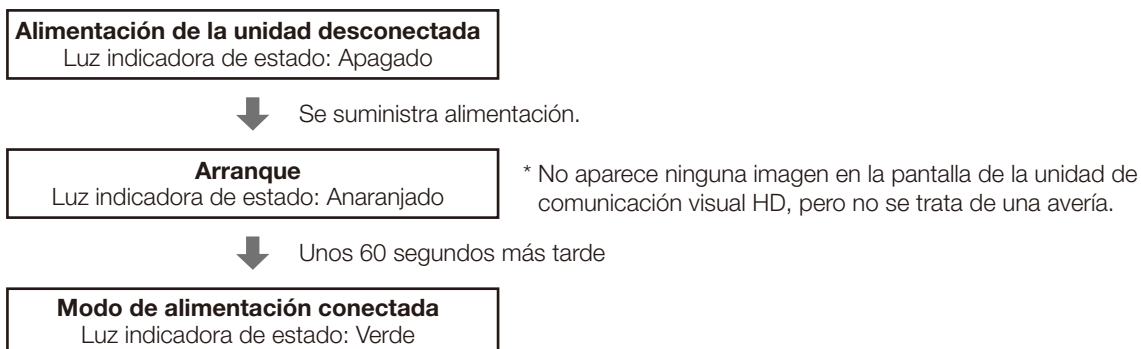 Alimentación de la unidad desconectada
Luz indicadora de estado: Apagado
Se suministra alimentación.
Arranque
Luz indicadora de estado: Anaranjado
* No aparece ninguna imagen en la pantalla de la unidad de
comunicación visual HD, pero no se trata de una avería.
Unos 60 segundos más tarde
Modo de alimentación conectada
Luz indicadora de estado: Verde